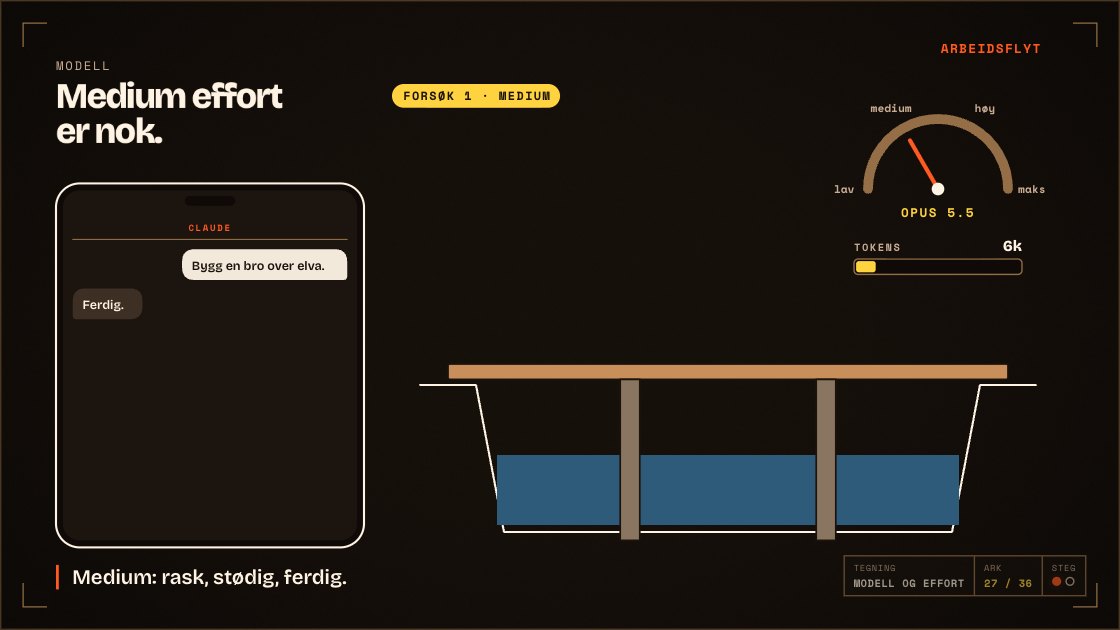 ARBEIDSFLYT
MODELL
Medium effort
er nok.
FORSØK 1 · MEDIUM
medium
høy
lav
maks
OPUS 5.5
TOKENS
6k
CLAUDE
Bygg en bro over elva.
Ferdig.
Medium: rask, stødig, ferdig.
TEGNING
MODELL OG EFFORT
ARK
27 / 36
STEG